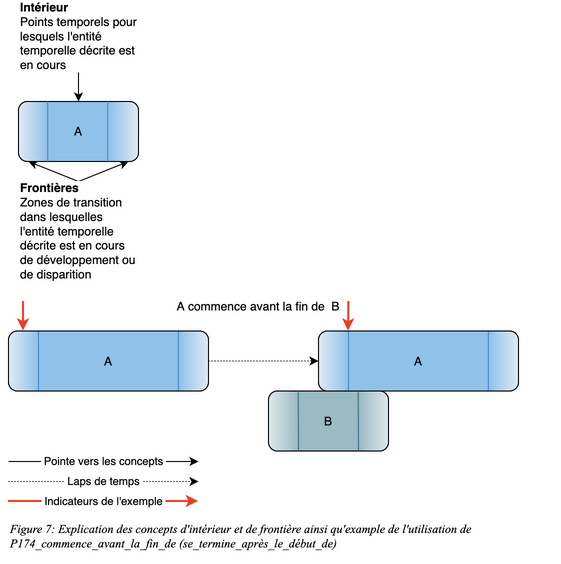 Intérieur
Points temporels pour
lesquels l'entité
temporelle décrite est
en cours
A
Frontières
Zones de transition
dans lesquelles
l'entité temporelle
décrite est en cours
de développement ou
de disparition
A commence avant la fin de B
A
A
B
Pointe vers les concepts
Laps de temps
Indicateurs de l'exemple
Figure 7: Explication des concepts d'intérieur et de frontière ainsi qu'example de l'utilisation de
P174_commence_avant_la_fin_de (se_termine_après_le_début_de)